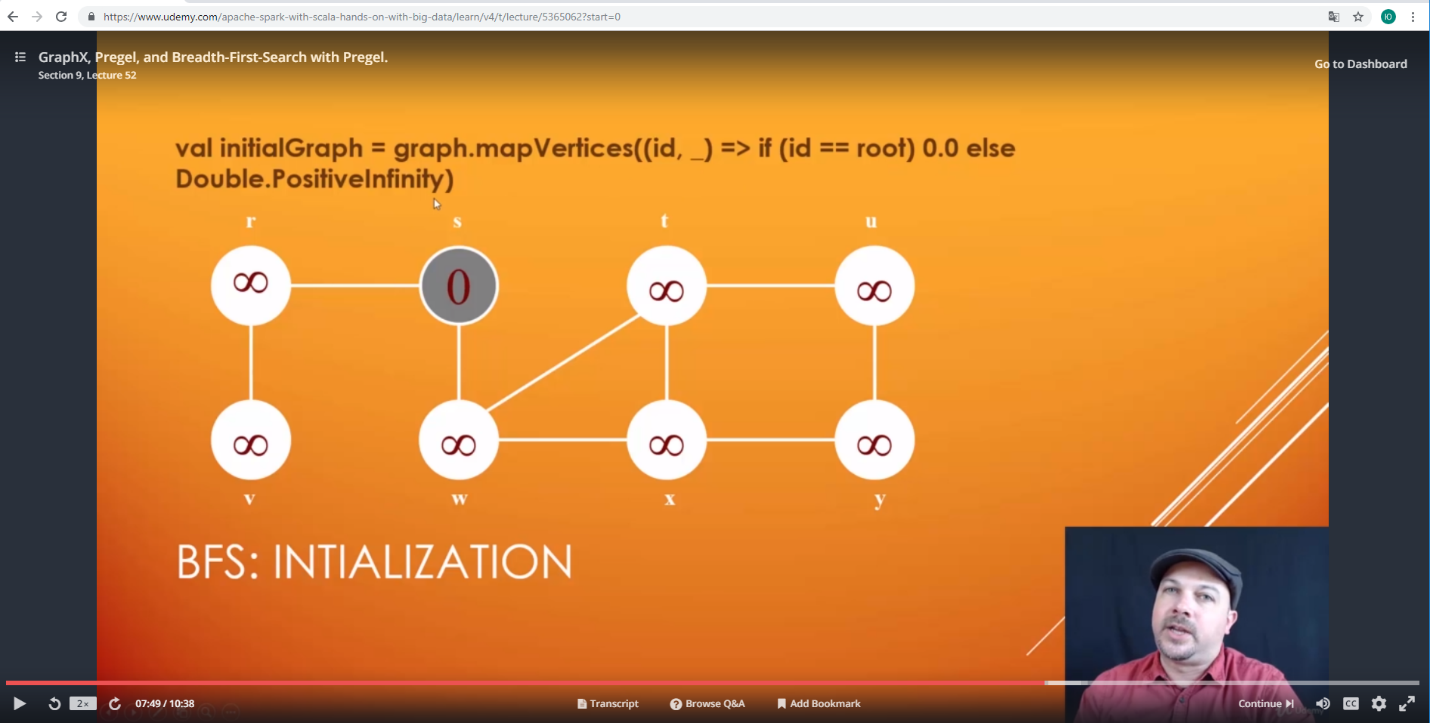 https://www.udemy.com/apache-spark-with-scala-hands-on-with-big-data/learn/v4/t/lecture/5365062?start=0
GraphX, Pregel, and Breadth-First-Search with Pregel.
Section 9, Lecture 52
Go to Dashboard
val initialGraph = graph.mapVertices((id, _) => if (id == root) 0.0 else
Double.PositiveInfinity)
r s t u
∞ 0 ∞ ∞
∞ ∞ ∞ ∞
v w x y
BFS: INTIALIZATION
2x 07:49 / 10:38 Transcript Browse Q&A Add Bookmark Continue CC